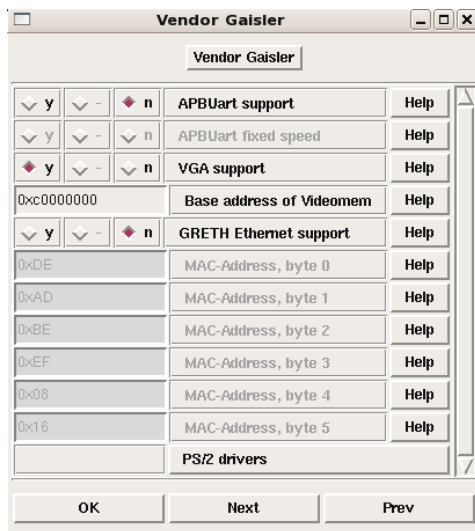 Vendor Gaisler
Vendor Gaisler
y - n APBUart support Help
y - n APBUart fixed speed Help
y - n VGA support Help
0xc0000000 Base address of Videomem Help
y - n GRETH Ethernet support Help
0xDE MAC-Address, byte 0 Help
0xAD MAC-Address, byte 1 Help
0xBE MAC-Address, byte 2 Help
0xEF MAC-Address, byte 3 Help
0x08 MAC-Address, byte 4 Help
0x16 MAC-Address, byte 5 Help
PS/2 drivers
OK Next Prev